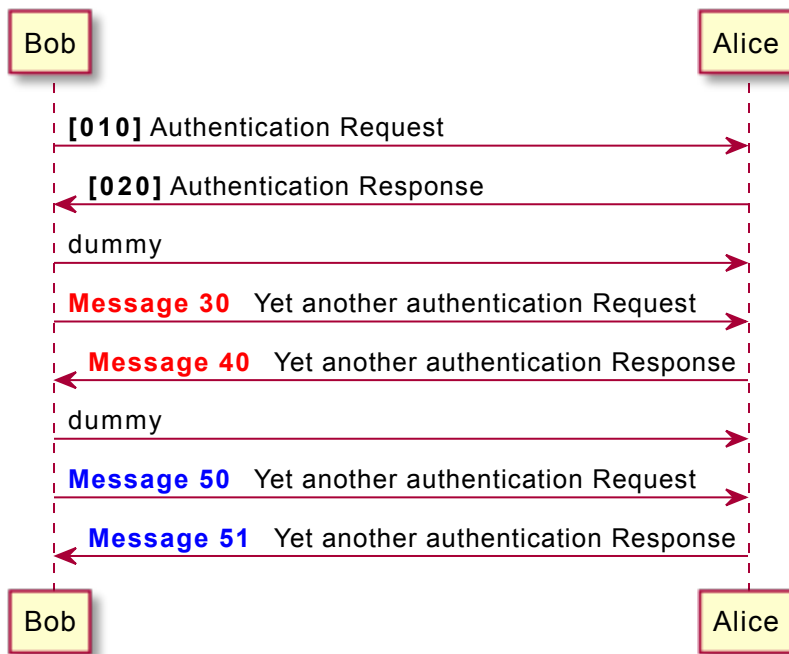 Bob Alice
[010] Authentication Request
[020] Authentication Response
dummy
Message 30 Yet another authentication Request
Message 40 Yet another authentication Response
dummy
Message 50 Yet another authentication Request
Message 51 Yet another authentication Response
Bob Alice